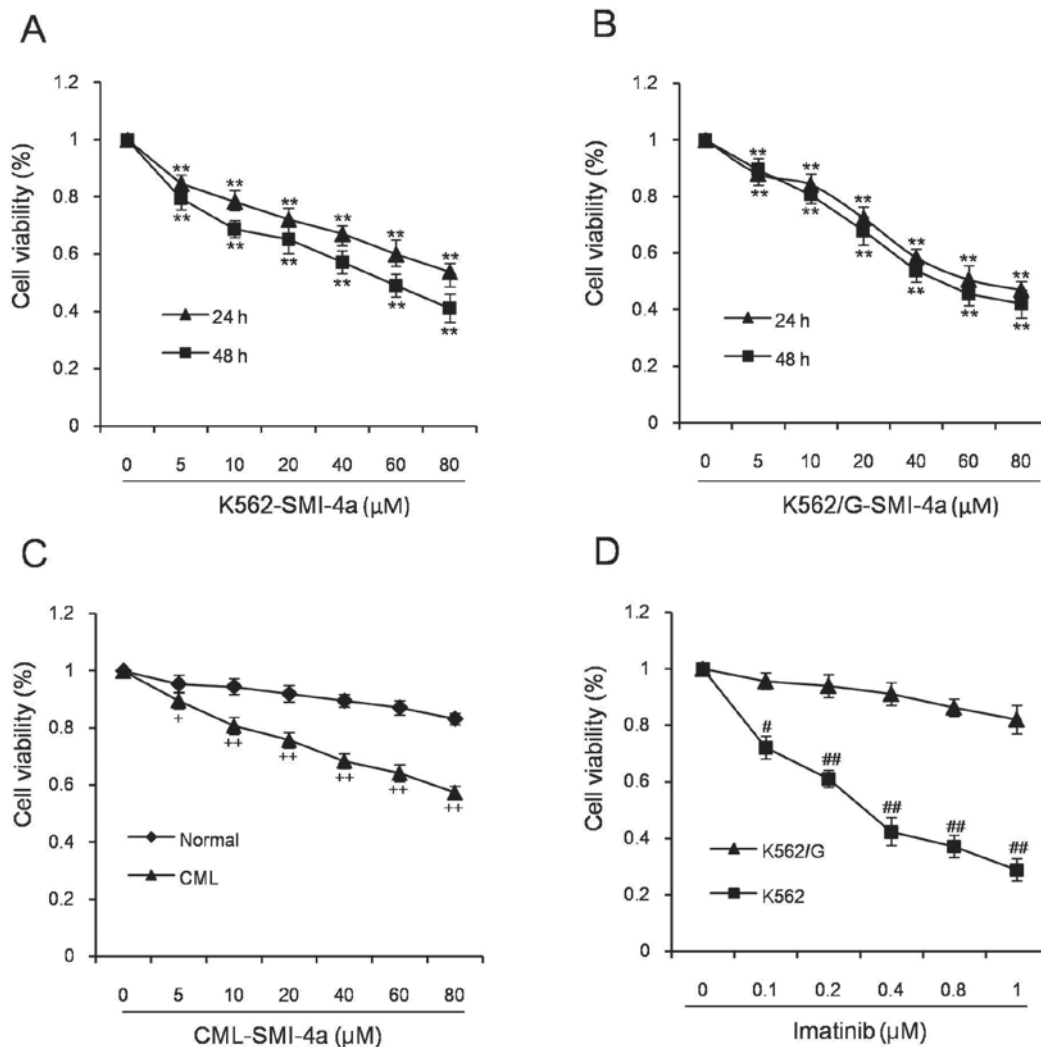 A
Cell viability (%)
1.2
1
0.8
0.6
0.4
0.2
0
** ** ** ** ** **
** ** ** ** ** **
24 h
48 h
0 5 10 20 40 60 80
K562-SMI-4a (µM)
B
Cell viability (%)
1.2
1
0.8
0.6
0.4
0.2
0
** ** ** ** ** **
** ** ** ** ** **
24 h
48 h
0 5 10 20 40 60 80
K562/G-SMI-4a (µM)
C
Cell viability (%)
1.2
1
0.8
0.6
0.4
0.2
0
+ ++ ++ ++ ++ ++
Normal
CML
0 5 10 20 40 60 80
CML-SMI-4a (µM)
D
Cell viability (%)
1.2
1
0.8
0.6
0.4
0.2
0
# ## ## ## ##
K562/G
K562
0 0.1 0.2 0.4 0.8 1
Imatinib (µM)